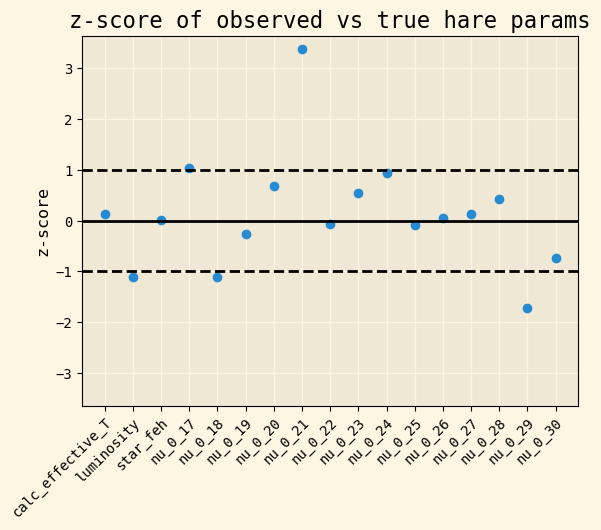 z-score of observed vs true hare params
z-score
3
2
1
0
−1
−2
−3
calc_effective_T
luminosity
star_feh
nu_0_17
nu_0_18
nu_0_19
nu_0_20
nu_0_21
nu_0_22
nu_0_23
nu_0_24
nu_0_25
nu_0_26
nu_0_27
nu_0_28
nu_0_29
nu_0_30